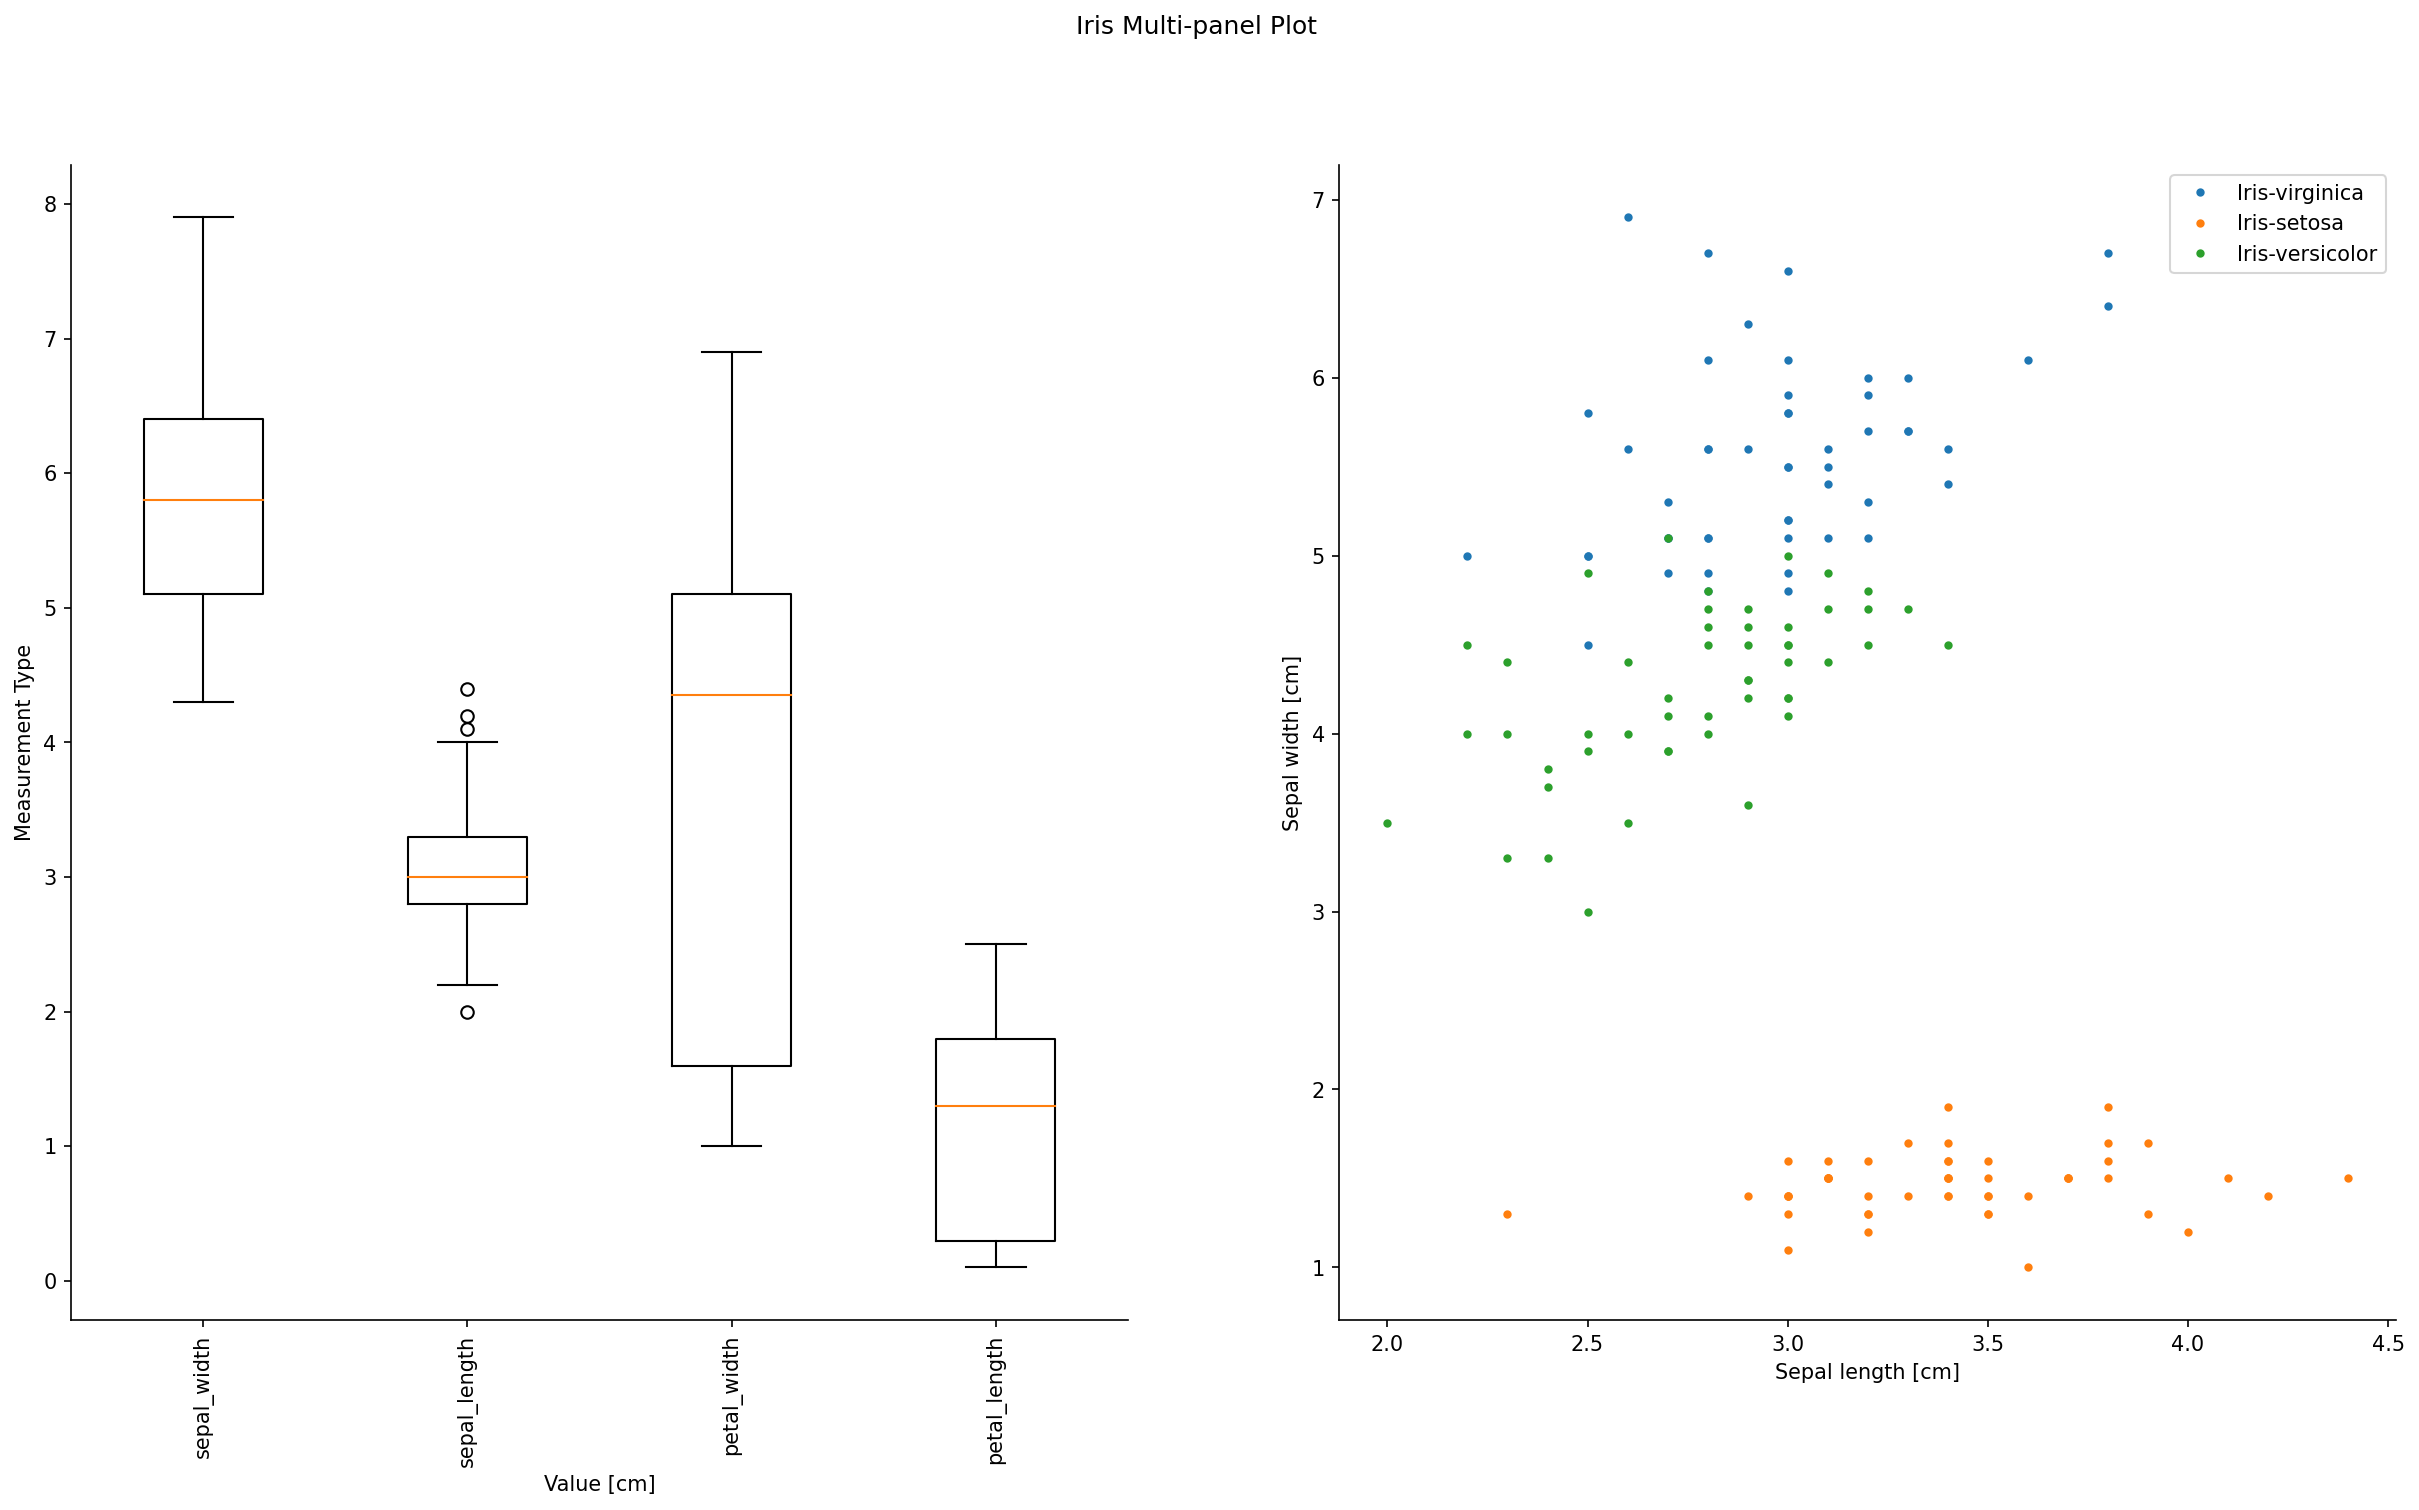 Iris Multi-panel Plot
8
7
6
5
4
3
2
1
0
Measurement Type
sepal_width
sepal_length
petal_width
petal_length
Value [cm]
7
6
5
4
3
2
1
Sepal width [cm]
2.0
2.5
3.0
3.5
4.0
4.5
Sepal length [cm]
Iris-virginica
Iris-setosa
Iris-versicolor